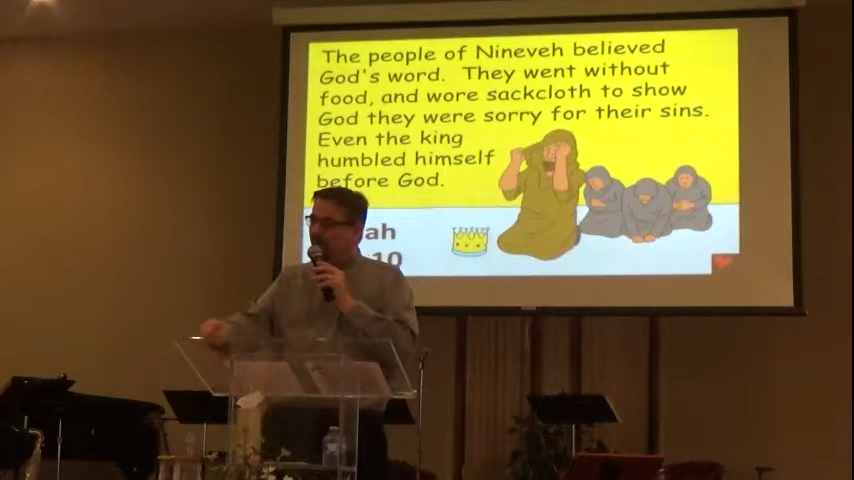 The people of Nineveh believed
God's word. They went without
food, and wore sackcloth to show
God they were sorry for their sins.
Even the king
humbled himself
before God.
ah
10